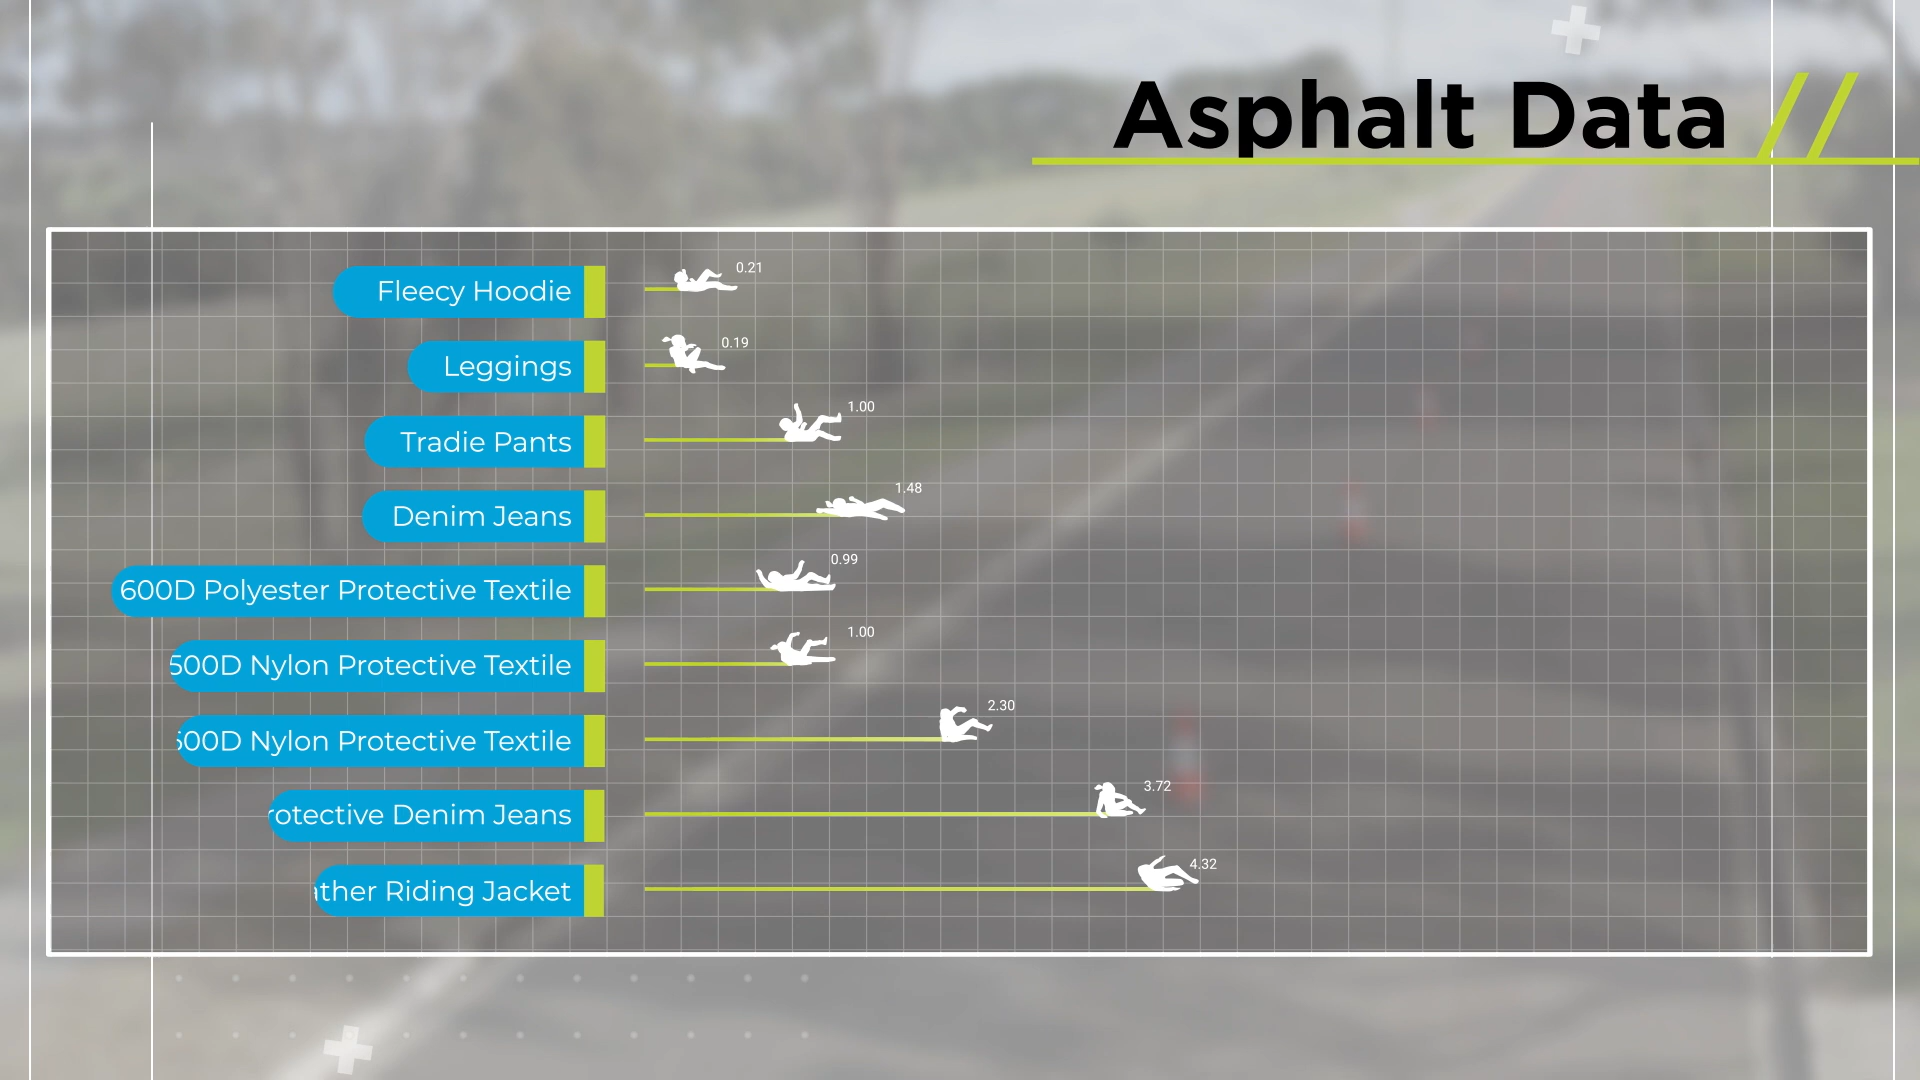 Asphalt Data
Fleecy Hoodie 0.21
Leggings 0.19
Tradie Pants 1.00
Denim Jeans 1.48
600D Polyester Protective Textile 0.99
500D Nylon Protective Textile 1.00
00D Nylon Protective Textile 2.30
otective Denim Jeans 3.72
ther Riding Jacket 4.32